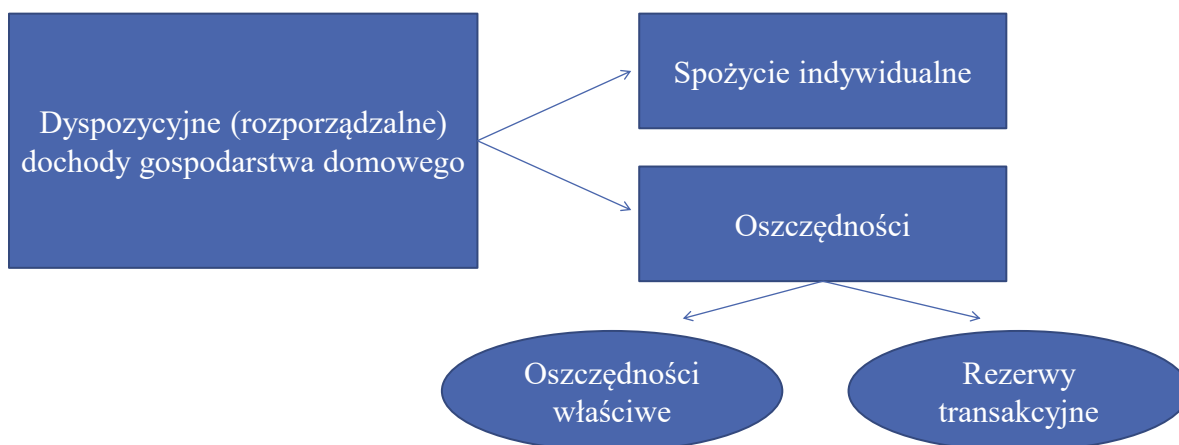 Spożycie indywidualne
Dyspozycyjne (rozporządzalne)
dochody gospodarstwa domowego
Oszczędności
Oszczędności
właściwe
Rezerwy
transakcyjne